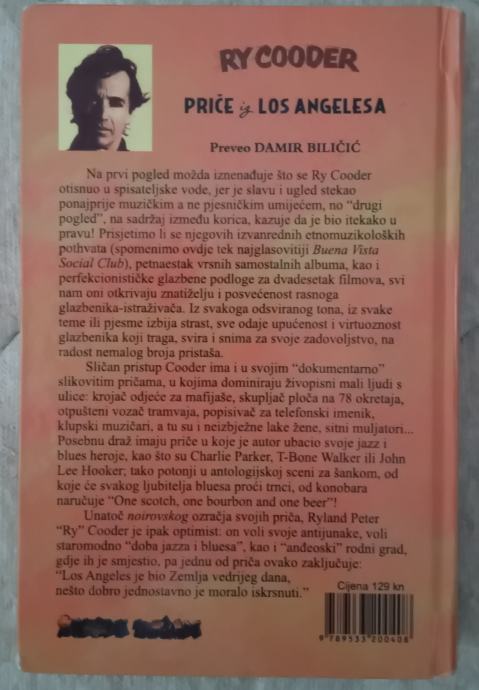 RY COODER
PRIČE iz LOS ANGELESA
Preveo DAMIR BILIČIĆ
Na prvi pogled možda iznenađuje što se Ry Cooder
otisnuo u spisateljske vode, jer je slavu i ugled stekao
ponajprije muzičkim a ne pjesničkim umijećem, no “drugi
pogled”, na sadržaj između korica, kazuje da je bio itekako u
pravu! Prisjetimo li se njegovih izvanrednih etnomuzikoloških
pothvata (spomenimo ovdje tek najglasovitiji Buena Vista
Social Club), petnaestak vrsnih samostalnih albuma, kao i
perfekcionističke glazbene podloge za dvadesetak filmova, svi
nam oni otkrivaju znatiželju i posvećenost rasnoga
glazbenika-istraživača. Iz svakoga odsviranog tona, iz svake
teme ili pjesme izbija strast, sve odaje upućenost i virtuoznost
glazbenika koji traga, svira i snima za svoje zadovoljstvo, na
radost nemalog broja pristaša.
Sličan pristup Cooder ima i u svojim “dokumentarno”
slikovitim pričama, u kojima dominiraju živopisni mali ljudi s
ulice: krojač odjeće za mafijaše, skupljač ploča na 78 okretaja,
otpušteni vozač tramvaja, popisivač za telefonski imenik,
klupski muzičari, a tu su i neizbježne lake žene, sitni muljatori...
Posebnu draž imaju priče u koje je autor ubacio svoje jazz i
blues heroje, kao što su Charlie Parker, T-Bone Walker ili John
Lee Hooker; tako potonji u antologijskoj sceni za šankom, od
koje će svakog ljubitelja bluesa proći trnci, od konobara
naručuje “One scotch, one bourbon and one beer”!
Unatoč noirovskog ozračja svojih priča, Ryland Peter
“Ry” Cooder je ipak optimist: on voli svoje antijunake, voli
staromodno “doba jazza i bluesa”, kao i “anđeoski” rodni grad,
gdje ih je smjestio, pa jednu od priča ovako zaključuje:
“Los Angeles je bio Zemlja vedrijeg dana,
nešto dobro jednostavno je moralo iskrsnuti.”
Cijena 129 kn
9 789533 200408